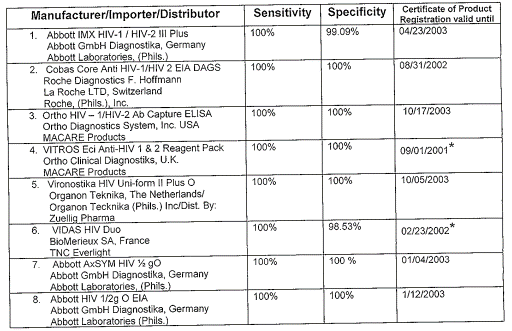 Manufacturer/Importer/Distributor Sensitivity Specificity Certificate of Product
Registration valid until
1. Abbott IMX HIV-1 / HIV-2 III Plus 100% 99.09% 04/23/2003
Abbott GmbH Diagnostika, Germany
Abbott Laboratories, (Phils.)
2. Cobas Core Anti HIV-1/HIV 2 EIA DAGS 100% 100% 08/31/2002
Roche Diagnostics F. Hoffmann
La Roche LTD, Switzerland
Roche, (Phils.), Inc.
3. Ortho HIV – 1/HIV-2 Ab Capture ELISA 100% 100% 10/17/2003
Ortho Diagnostics System, Inc. USA
MACARE Products
4. VITROS Eci Anti-HIV 1 & 2 Reagent Pack 100% 100% 09/01/2001*
Ortho Clinical Diagnostiks, U.K.
MACARE Products
5. Vironostika HIV Uni-form II Plus O 100% 100% 10/05/2003
Organon Teknika, The Netherlands/
Organon Tecknika (Phils.) Inc/Dist. By:
Zuellig Pharma
6. VIDAS HIV Duo 100% 98.53% 02/23/2002*
BioMerieux SA, France
TNC Everlight
7. Abbott AxSYM HIV ½ gO 100% 100 % 01/04/2003
Abbott GmbH Diagnostika, Germany
Abbott Laboratories, (Phils.)
8. Abbott HIV 1/2g O EIA 100% 100% 1/12/2003
Abbott GmbH Diagnostika, Germany
Abbott Laboratories (Phils.)